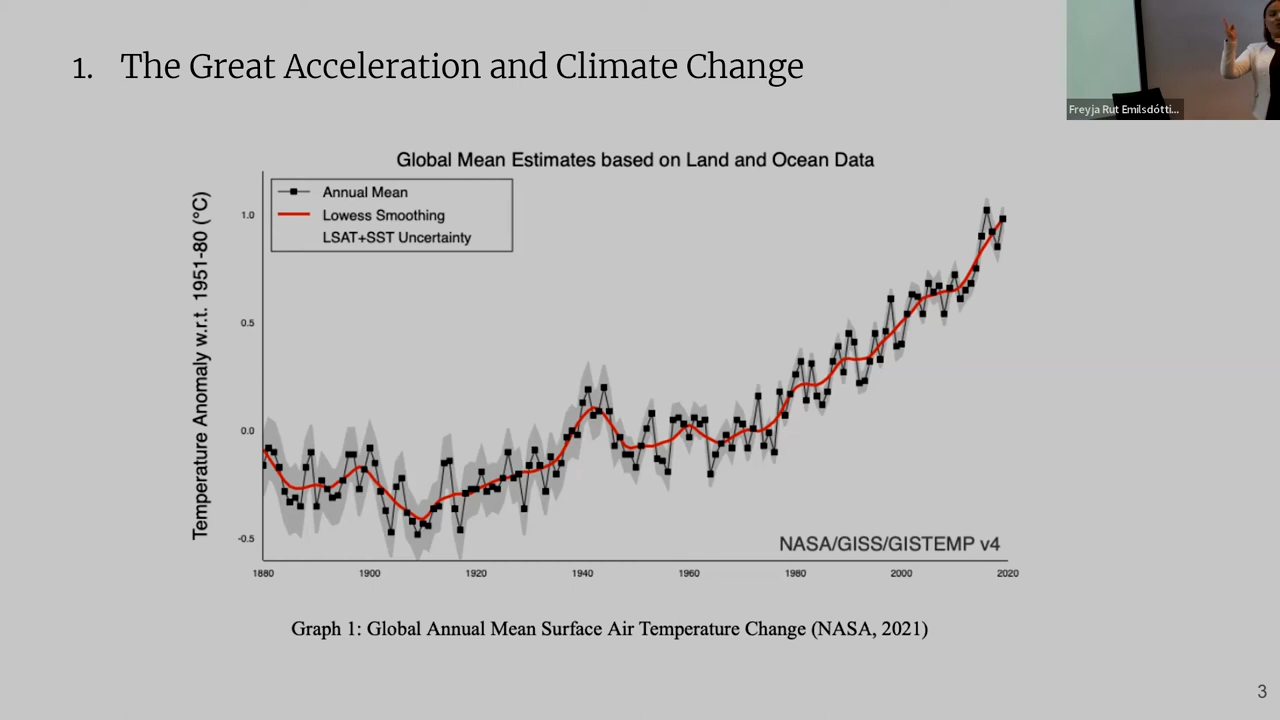 1. The Great Acceleration and Climate Change
Freyja Rut Emilsdótti...
Global Mean Estimates based on Land and Ocean Data
Annual Mean
Lowess Smoothing
LSAT+SST Uncertainty
Temperature Anomaly w.r.t. 1951-80 (°C)
1.0
0.5
0.0
-0.5
NASA/GISS/GISTEMP v4
1880 1900 1920 1940 1960 1980 2000 2020
Graph 1: Global Annual Mean Surface Air Temperature Change (NASA, 2021)
3